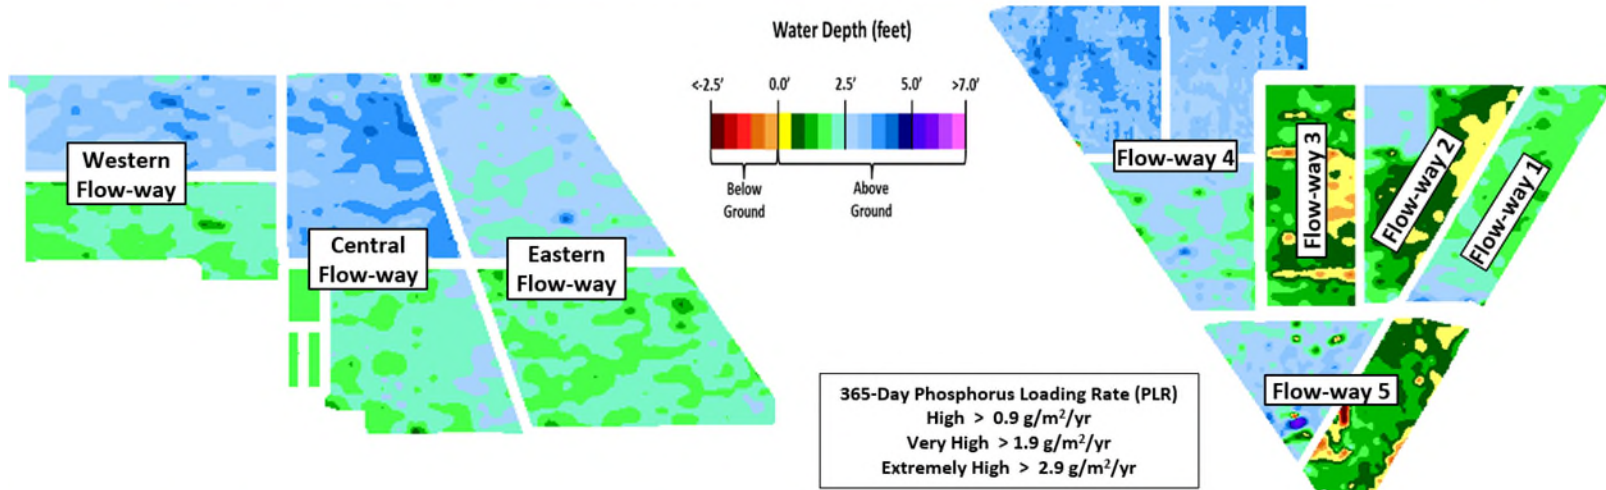 Water Depth (feet)
<-2.5' 0.0' 2.5' 5.0' >7.0'
Below
Ground
Above
Ground
Western
Flow-way
Central
Flow-way
Eastern
Flow-way
Flow-way 4
Flow-way 3
Flow-way 2
Flow-way 1
Flow-way 5
365-Day Phosphorus Loading Rate (PLR)
High > 0.9 g/m²/yr
Very High > 1.9 g/m²/yr
Extremely High > 2.9 g/m²/yr